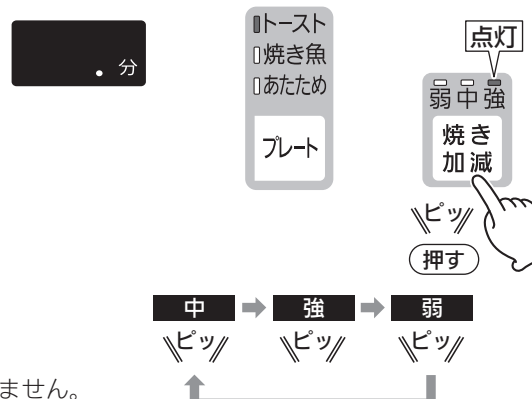 . 分
トースト
焼き魚
あたため
プレート
点灯
弱 中 強
焼き
加減
ピッ
押す
中 強 弱
ピッ ピッ ピッ
ません。